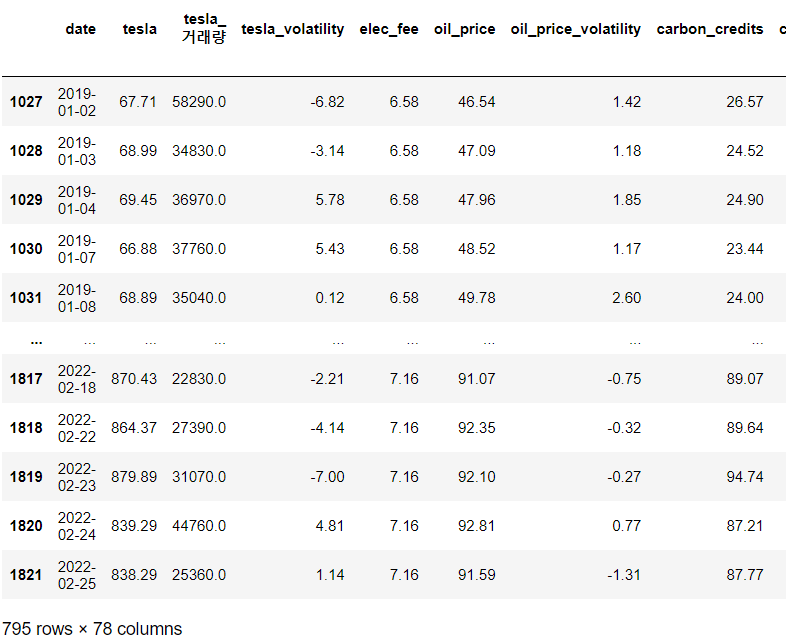 date tesla tesla_거래량 tesla_volatility elec_fee oil_price oil_price_volatility carbon_credits c
1027 2019-01-02 67.71 58290.0 -6.82 6.58 46.54 1.42 26.57
1028 2019-01-03 68.99 34830.0 -3.14 6.58 47.09 1.18 24.52
1029 2019-01-04 69.45 36970.0 5.78 6.58 47.96 1.85 24.90
1030 2019-01-07 66.88 37760.0 5.43 6.58 48.52 1.17 23.44
1031 2019-01-08 68.89 35040.0 0.12 6.58 49.78 2.60 24.00
... ... ... ... ... ... ... ... ...
1817 2022-02-18 870.43 22830.0 -2.21 7.16 91.07 -0.75 89.07
1818 2022-02-22 864.37 27390.0 -4.14 7.16 92.35 -0.32 89.64
1819 2022-02-23 879.89 31070.0 -7.00 7.16 92.10 -0.27 94.74
1820 2022-02-24 839.29 44760.0 4.81 7.16 92.81 0.77 87.21
1821 2022-02-25 838.29 25360.0 1.14 7.16 91.59 -1.31 87.77
795 rows × 78 columns